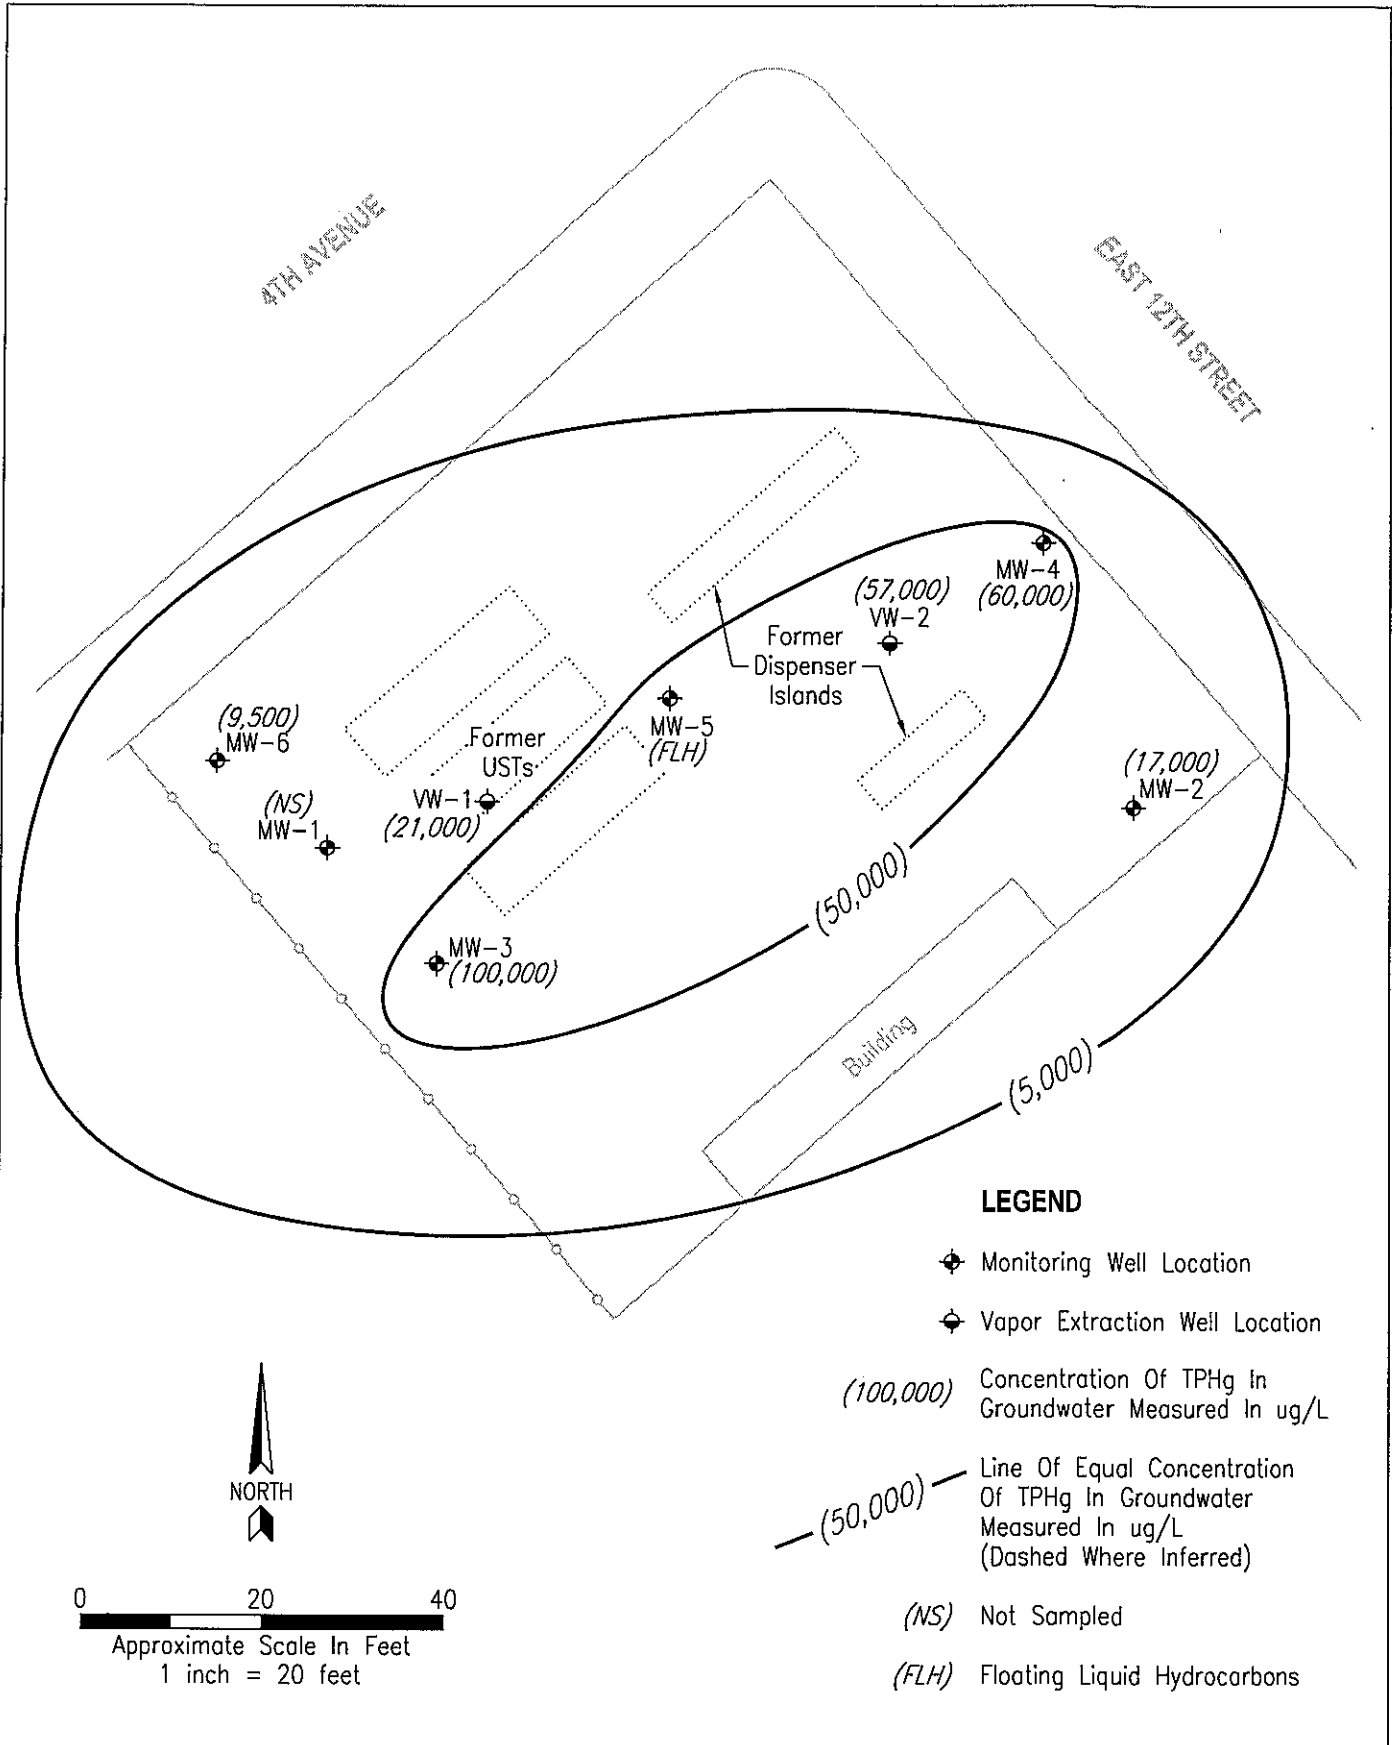 4TH AVENUE
EAST 12TH STREET
MW-4
(60,000)
(57,000)
VW-2
Former
Dispenser
Islands
MW-5
(FLH)
(9,500)
MW-6
Former
USTs
(NS)
MW-1
VW-1
(21,000)
(17,000)
MW-2
(50,000)
MW-3
(100,000)
Building
(5,000)
LEGEND
Monitoring Well Location
Vapor Extraction Well Location
(100,000) Concentration Of TPHg In
Groundwater Measured In ug/L
(50,000) Line Of Equal Concentration
Of TPHg In Groundwater
Measured In ug/L
(Dashed Where Inferred)
(NS) Not Sampled
(FLH) Floating Liquid Hydrocarbons
NORTH
0 20 40
Approximate Scale In Feet
1 inch = 20 feet